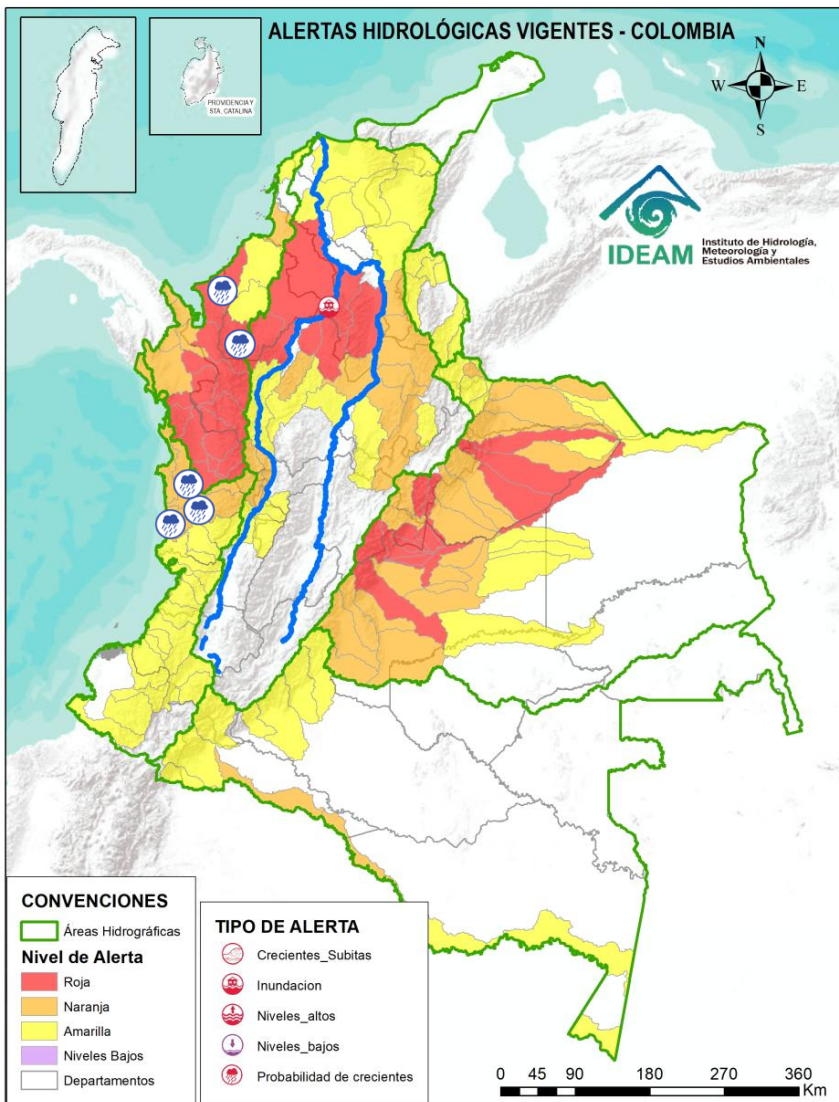 ALERTAS HIDROLÓGICAS VIGENTES - COLOMBIA
PROVIDENCIA Y
STA. CATALINA
N
W
E
S
IDEAM
Instituto de Hidrología,
Meteorología y
Estudios Ambientales
CONVENCIONES
Áreas Hidrográficas
Nivel de Alerta
Roja
Naranja
Amarilla
Niveles Bajos
Departamentos
TIPO DE ALERTA
Crecientes_Subitas
Inundacion
Niveles_altos
Niveles_bajos
Probabilidad de crecientes
0 45 90 180 270 360
Km